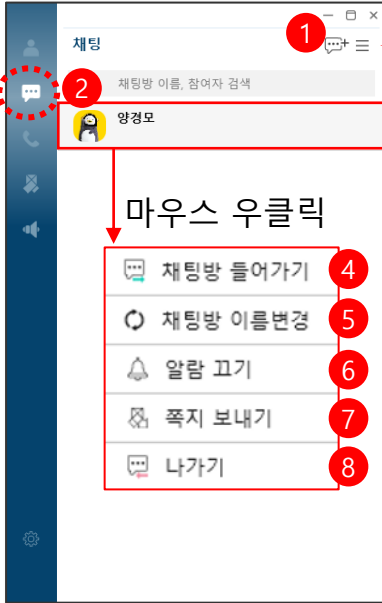 1
채팅
2
채팅방 이름, 참여자 검색
양경모
마우스 우클릭
채팅방 들어가기 4
채팅방 이름변경 5
알람 끄기 6
쪽지 보내기 7
나가기 8